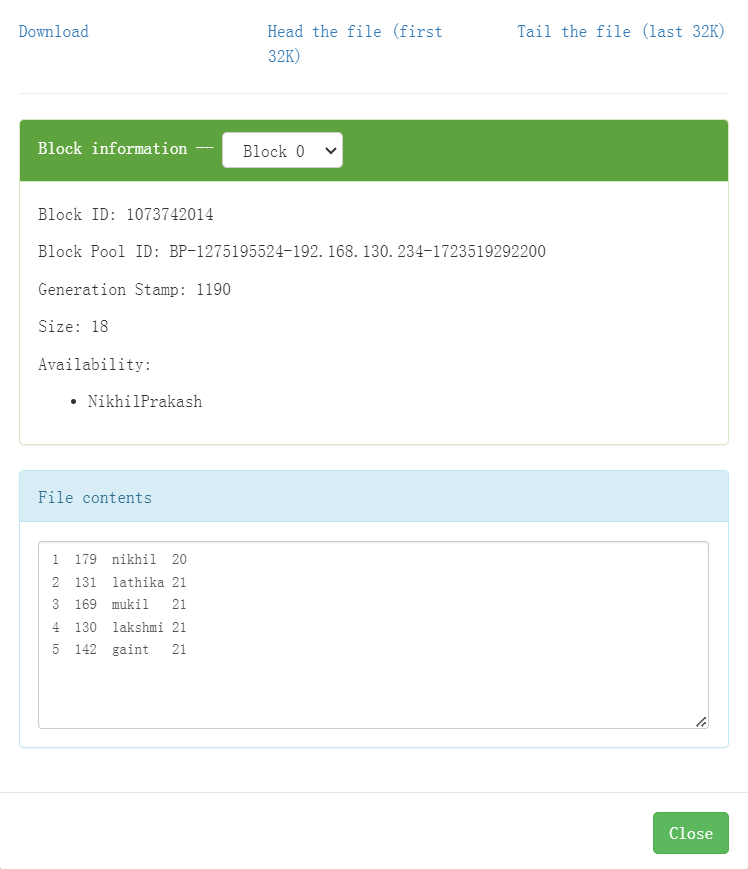 Download
Head the file (first
32K)
Tail the file (last 32K)
Block information --
Block 0
Block ID: 1073742014
Block Pool ID: BP-1275195524-192.168.130.234-1723519292200
Generation Stamp: 1190
Size: 18
Availability:
• NikhilPrakash
File contents
1 179 nikhil 20
2 131 lathika 21
3 169 mukil 21
4 130 lakshmi 21
5 142 gaint 21
Close